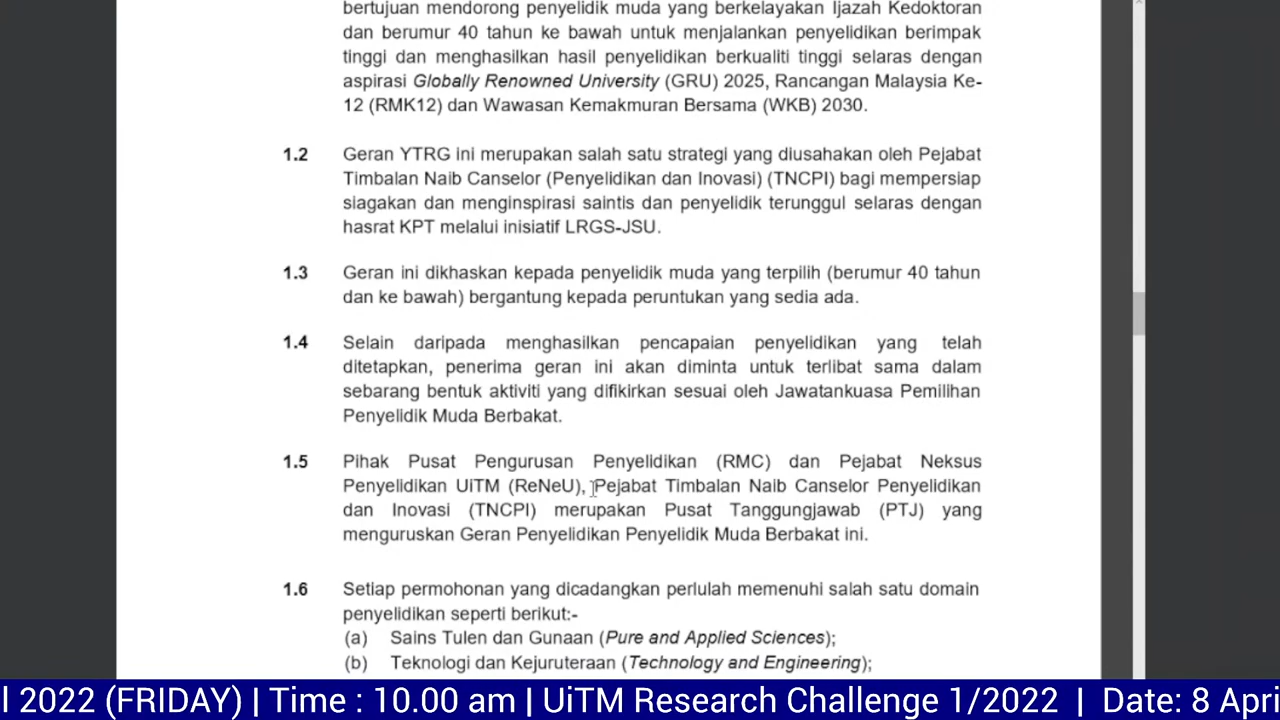 bertujuan mendorong penyelidik muda yang berkelayakan Ijazah Kedoktoran
dan berumur 40 tahun ke bawah untuk menjalankan penyelidikan berimpak
tinggi dan menghasilkan hasil penyelidikan berkualiti tinggi selaras dengan
aspirasi Globally Renowned University (GRU) 2025, Rancangan Malaysia Ke-
12 (RMK12) dan Wawasan Kemakmuran Bersama (WKB) 2030.
1.2 Geran YTRG ini merupakan salah satu strategi yang diusahakan oleh Pejabat
Timbalan Naib Canselor (Penyelidikan dan Inovasi) (TNCPI) bagi mempersiap
siagakan dan menginspirasi saintis dan penyelidik terunggul selaras dengan
hasrat KPT melalui inisiatif LRGS-JSU.
1.3 Geran ini dikhaskan kepada penyelidik muda yang terpilih (berumur 40 tahun
dan ke bawah) bergantung kepada peruntukan yang sedia ada.
1.4 Selain daripada menghasilkan pencapaian penyelidikan yang telah
ditetapkan, penerima geran ini akan diminta untuk terlibat sama dalam
sebarang bentuk aktiviti yang difikirkan sesuai oleh Jawatankuasa Pemilihan
Penyelidik Muda Berbakat.
1.5 Pihak Pusat Pengurusan Penyelidikan (RMC) dan Pejabat Neksus
Penyelidikan UiTM (ReNeU), Pejabat Timbalan Naib Canselor Penyelidikan
dan Inovasi (TNCPI) merupakan Pusat Tanggungjawab (PTJ) yang
menguruskan Geran Penyelidikan Penyelidik Muda Berbakat ini.
1.6 Setiap permohonan yang dicadangkan perlulah memenuhi salah satu domain
penyelidikan seperti berikut:-
(a) Sains Tulen dan Gunaan (Pure and Applied Sciences);
(b) Teknologi dan Kejuruteraan (Technology and Engineering);
l 2022 (FRIDAY) | Time : 10.00 am | UiTM Research Challenge 1/2022 | Date: 8 Apri